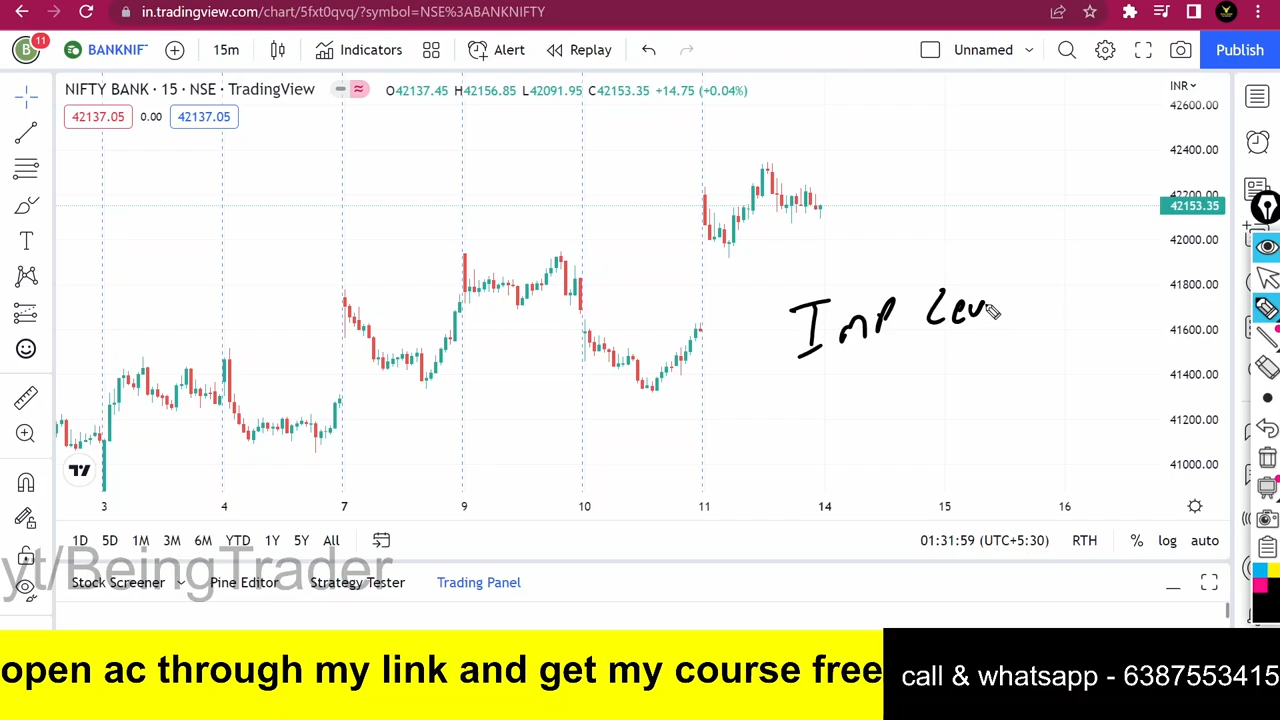 in.tradingview.com/chart/5fxt0qvq/?symbol=NSE%3ABANKNIFTY
B 11 BANKNIF 15m Indicators Alert Replay Unnamed Publish
NIFTY BANK · 15 · NSE · TradingView O42137.45 H42156.85 L42091.95 C42153.35 +14.75 (+0.04%) INR
42137.05 0.00 42137.05
42600.00
42400.00
42200.00
42153.35
42000.00
41800.00
41600.00
41400.00
41200.00
41000.00
Imp Lev
3 4 7 9 10 11 14 15 16
1D 5D 1M 3M 6M YTD 1Y 5Y All 01:31:59 (UTC+5:30) RTH % log auto
yt/BeingTrader
Stock Screener Pine Editor Strategy Tester Trading Panel
open ac through my link and get my course free
call & whatsapp - 6387553415